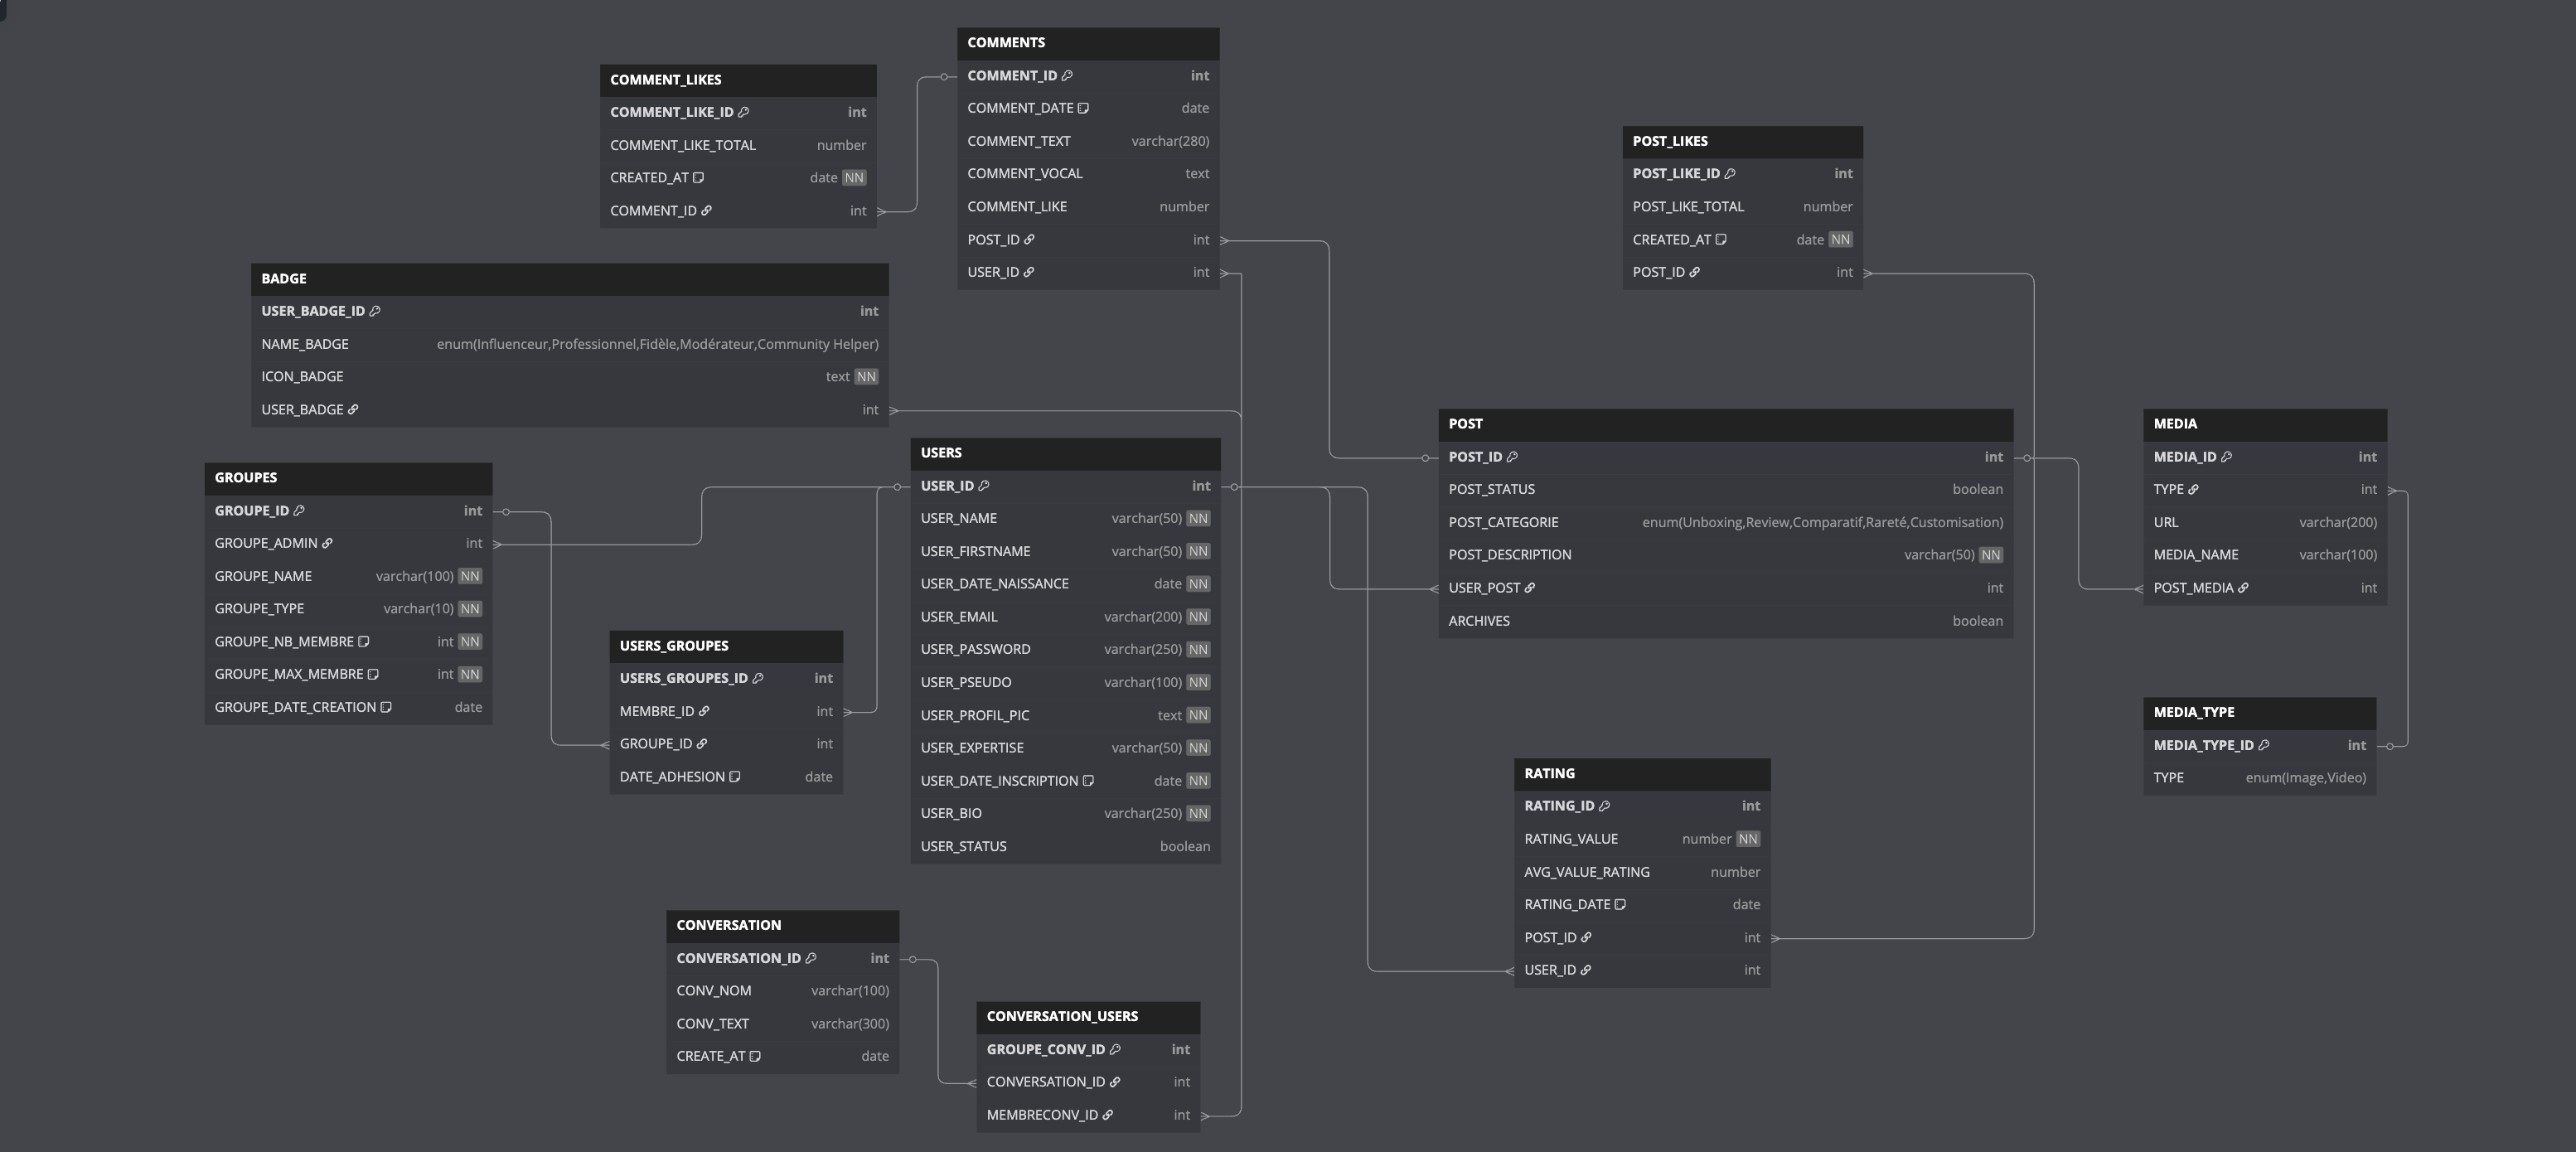 COMMENTS
COMMENT_ID int
COMMENT_DATE date
COMMENT_TEXT varchar(280)
COMMENT_VOCAL text
COMMENT_LIKE number
POST_ID int
USER_ID int
COMMENT_LIKES
COMMENT_LIKE_ID int
COMMENT_LIKE_TOTAL number
CREATED_AT date NN
COMMENT_ID int
POST_LIKES
POST_LIKE_ID int
POST_LIKE_TOTAL number
CREATED_AT date NN
POST_ID int
BADGE
USER_BADGE_ID int
NAME_BADGE enum(Influenceur,Professionnel,Fidèle,Modérateur,Community Helper)
ICON_BADGE text NN
USER_BADGE int
GROUPES
GROUPE_ID int
GROUPE_ADMIN int
GROUPE_NAME varchar(100) NN
GROUPE_TYPE varchar(10) NN
GROUPE_NB_MEMBRE int NN
GROUPE_MAX_MEMBRE int NN
GROUPE_DATE_CREATION date
USERS
USER_ID int
USER_NAME varchar(50) NN
USER_FIRSTNAME varchar(50) NN
USER_DATE_NAISSANCE date NN
USER_EMAIL varchar(200) NN
USER_PASSWORD varchar(250) NN
USER_PSEUDO varchar(100) NN
USER_PROFIL_PIC text NN
USER_EXPERTISE varchar(50) NN
USER_DATE_INSCRIPTION date NN
USER_BIO varchar(250) NN
USER_STATUS boolean
POST
POST_ID int
POST_STATUS boolean
POST_CATEGORIE enum(Unboxing,Review,Comparatif,Rareté,Customisation)
POST_DESCRIPTION varchar(50) NN
USER_POST int
ARCHIVES boolean
MEDIA
MEDIA_ID int
TYPE int
URL varchar(200)
MEDIA_NAME varchar(100)
POST_MEDIA int
USERS_GROUPES
USERS_GROUPES_ID int
MEMBRE_ID int
GROUPE_ID int
DATE_ADHESION date
MEDIA_TYPE
MEDIA_TYPE_ID int
TYPE enum(Image,Video)
RATING
RATING_ID int
RATING_VALUE number NN
AVG_VALUE_RATING number
RATING_DATE date
POST_ID int
USER_ID int
CONVERSATION
CONVERSATION_ID int
CONV_NOM varchar(100)
CONV_TEXT varchar(300)
CREATE_AT date
CONVERSATION_USERS
GROUPE_CONV_ID int
CONVERSATION_ID int
MEMBRECONV_ID int